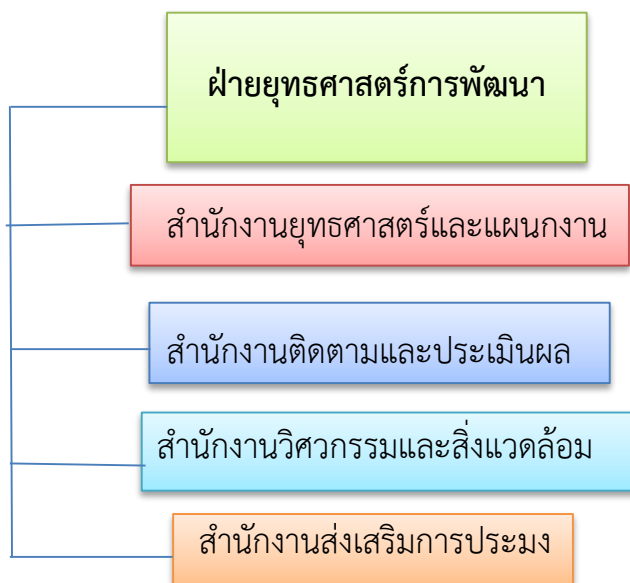 ฝ่ายยุทธศาสตร์การพัฒนา
สำนักงานยุทธศาสตร์และแผนกงาน
สำนักงานติดตามและประเมินผล
สำนักงานวิศวกรรมและสิ่งแวดล้อม
สำนักงานส่งเสริมการประมง